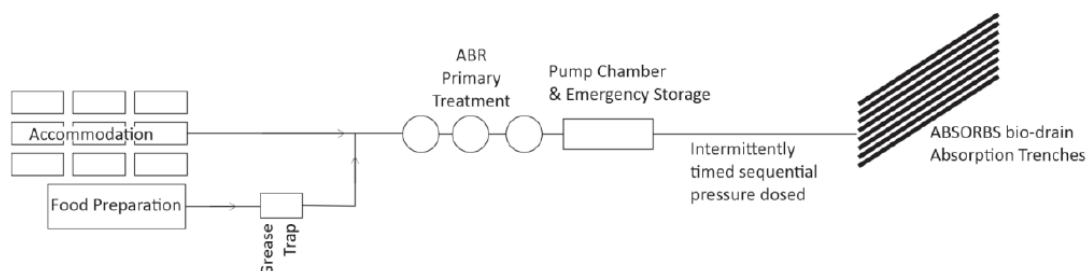 Accommodation
Food Preparation
Grease
Trap
ABR
Primary
Treatment
Pump Chamber
& Emergency Storage
Intermittently
timed sequential
pressure dosed
ABSORBS bio-drain
Absorption Trenches